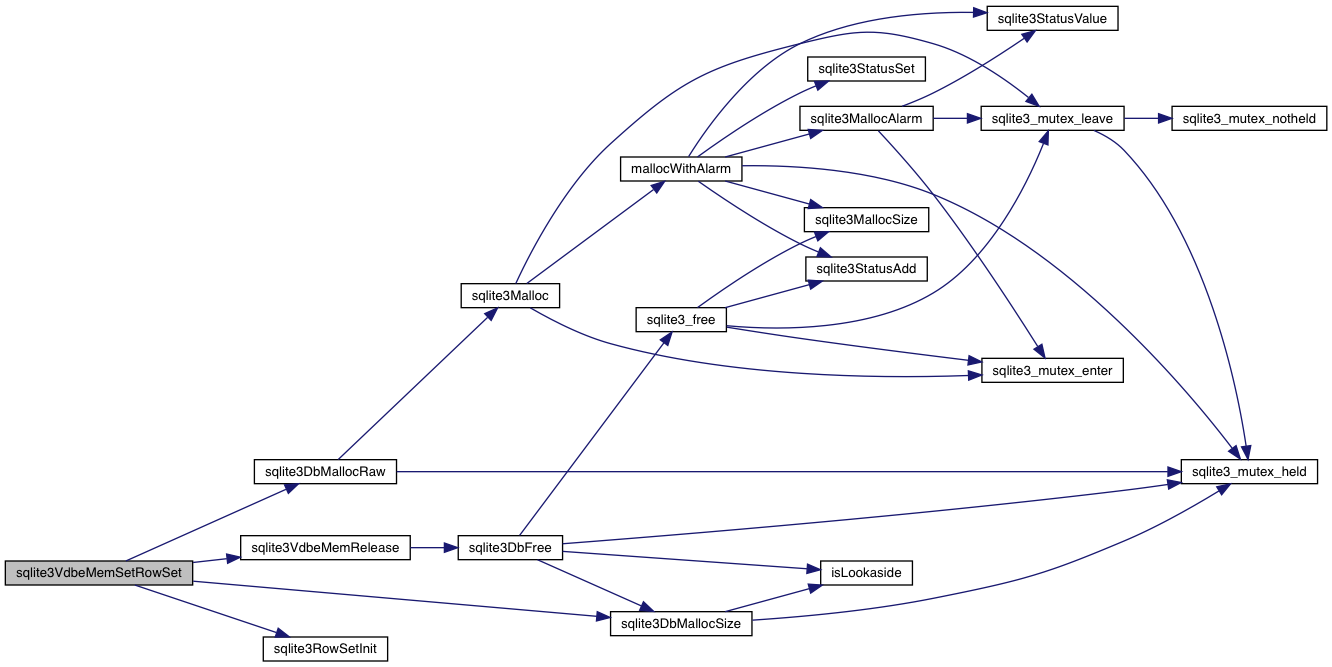 sqlite3StatusValue
sqlite3StatusSet
sqlite3MallocAlarm
sqlite3_mutex_leave
sqlite3_mutex_notheld
mallocWithAlarm
sqlite3MallocSize
sqlite3StatusAdd
sqlite3Malloc
sqlite3_free
sqlite3_mutex_enter
sqlite3DbMallocRaw
sqlite3_mutex_held
sqlite3VdbeMemRelease
sqlite3DbFree
sqlite3VdbeMemSetRowSet
isLookaside
sqlite3DbMallocSize
sqlite3RowSetInit